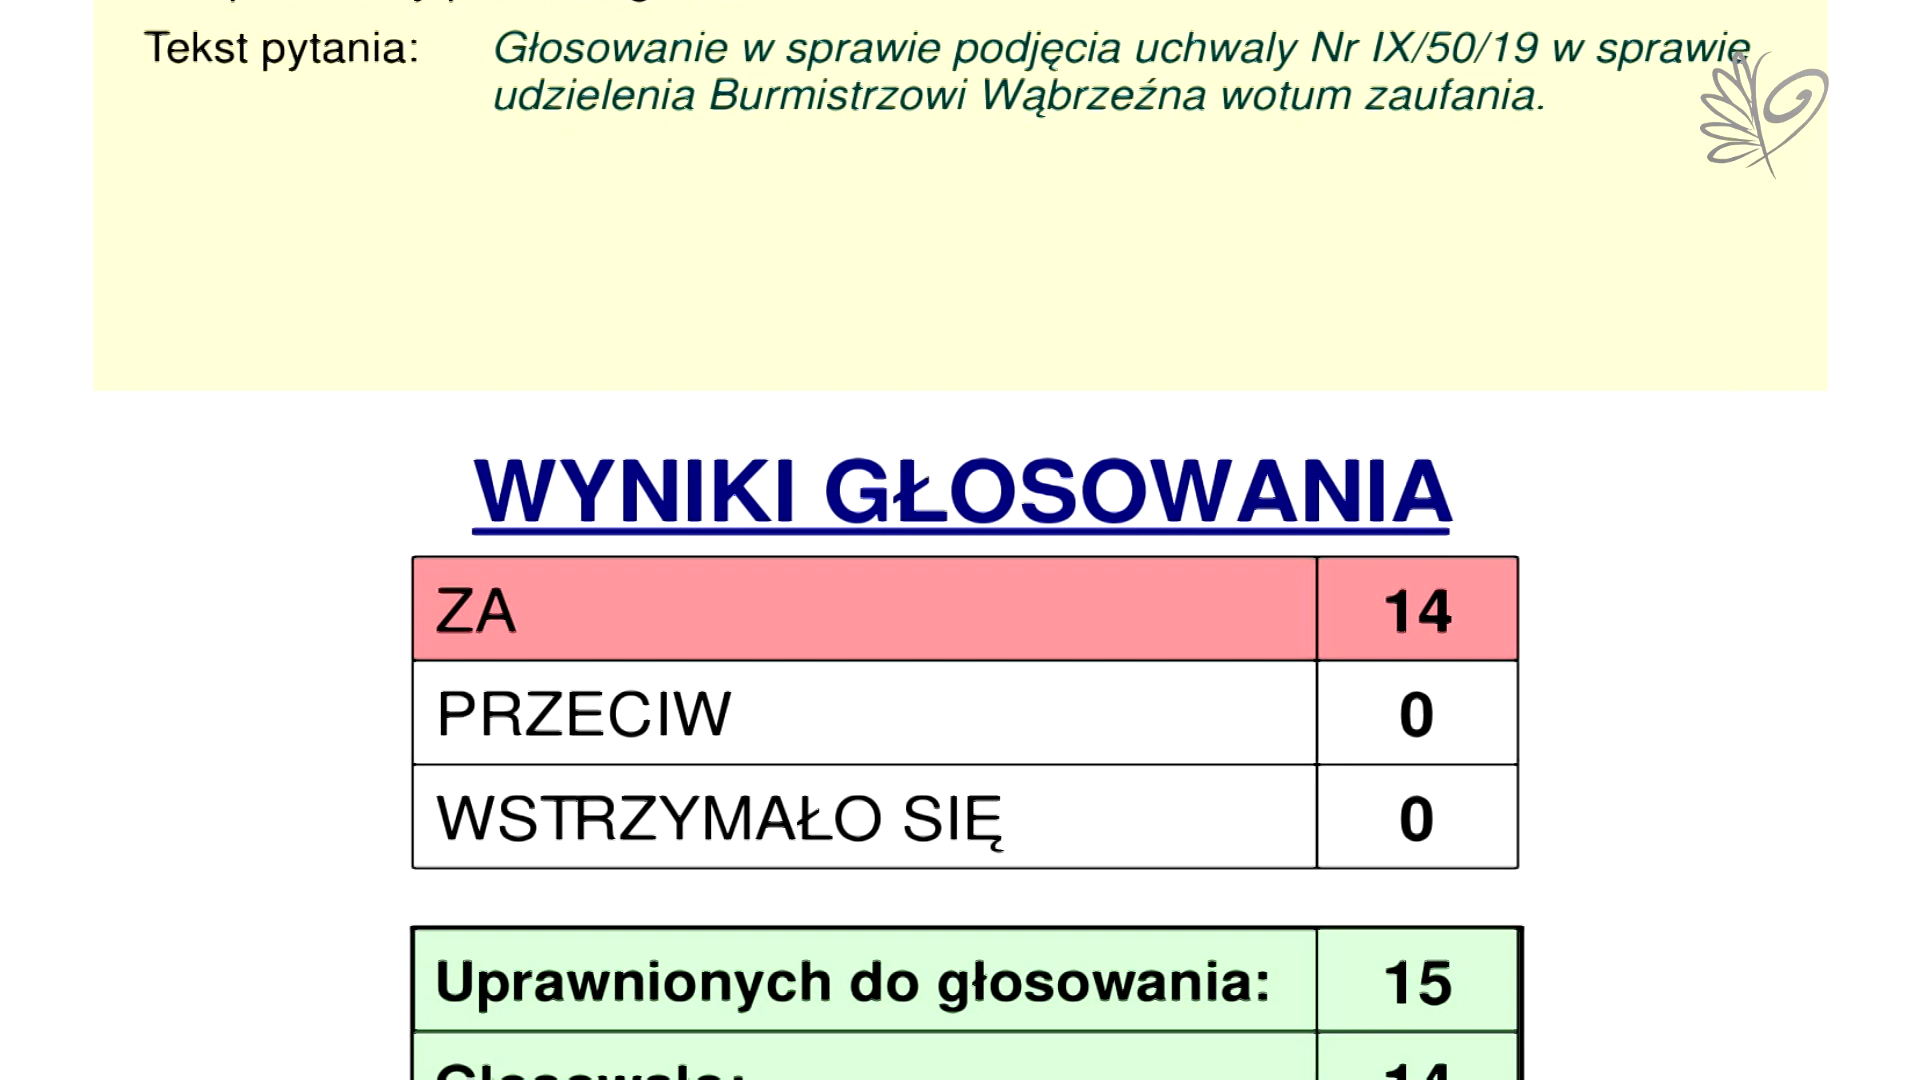 Tekst pytania: Głosowanie w sprawie podjęcia uchwaly Nr IX/50/19 w sprawie
udzielenia Burmistrzowi Wąbrzeźna wotum zaufania.
WYNIKI GŁOSOWANIA
ZA 14
PRZECIW 0
WSTRZYMAŁO SIĘ 0
Uprawnionych do głosowania: 15